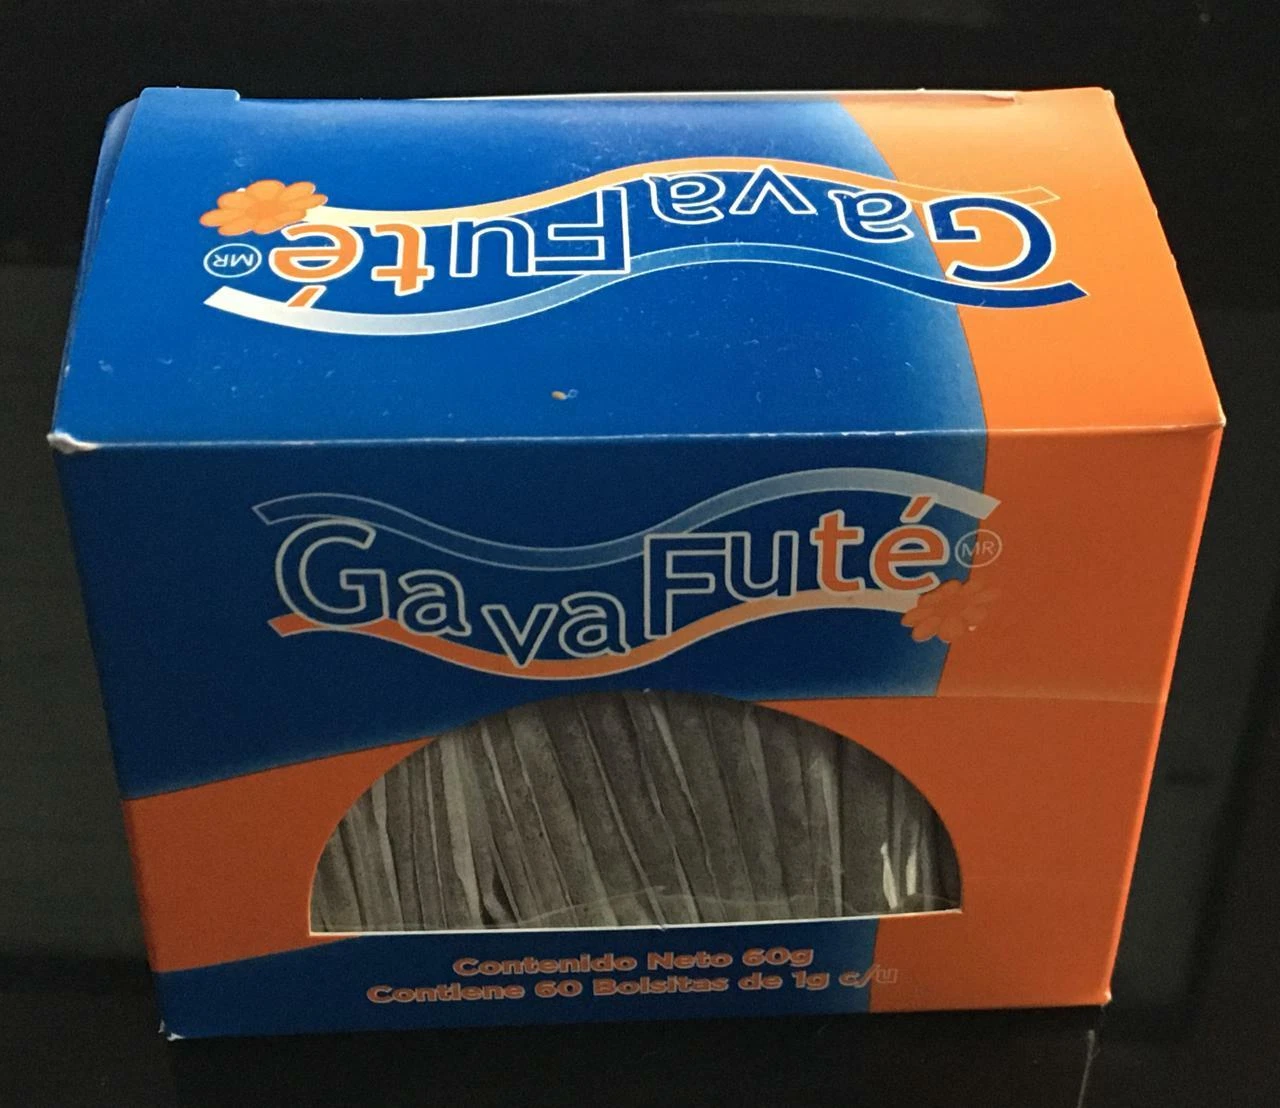 GavaFuté MR
GavaFuté MR
Contenido Neto 60g
Contiene 60 Bolsitas de 1g c/u